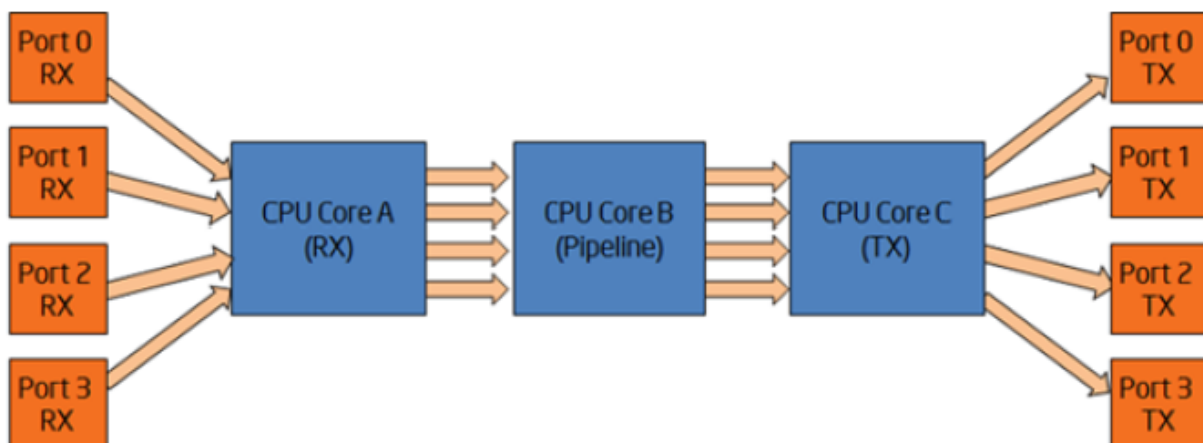 Port 0
RX
Port 1
RX
Port 2
RX
Port 3
RX
CPU Core A
(RX)
CPU Core B
(Pipeline)
CPU Core C
(TX)
Port 0
TX
Port 1
TX
Port 2
TX
Port 3
TX